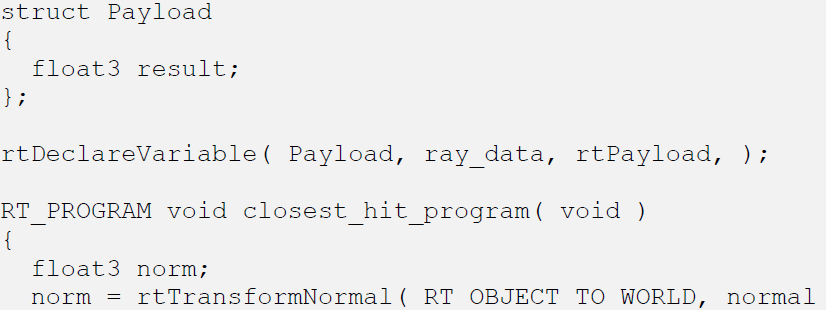 struct Payload
{
  float3 result;
};

rtDeclareVariable( Payload, ray_data, rtPayload, );

RT_PROGRAM void closest_hit_program( void )
{
  float3 norm;
  norm = rtTransformNormal( RT_OBJECT_TO_WORLD, normal